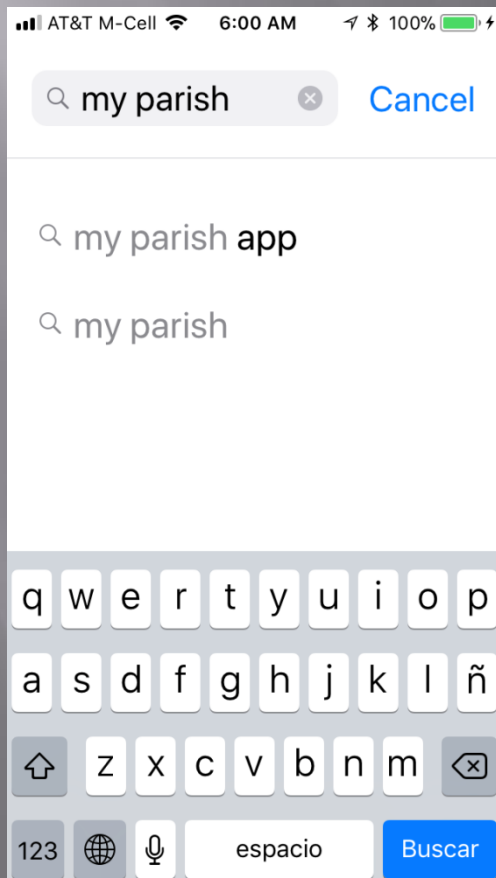 AT&T M-Cell 6:00 AM 100%
my parish Cancel
my parish app
my parish
q w e r t y u i o p
a s d f g h j k l ñ
z x c v b n m
123 espacio Buscar